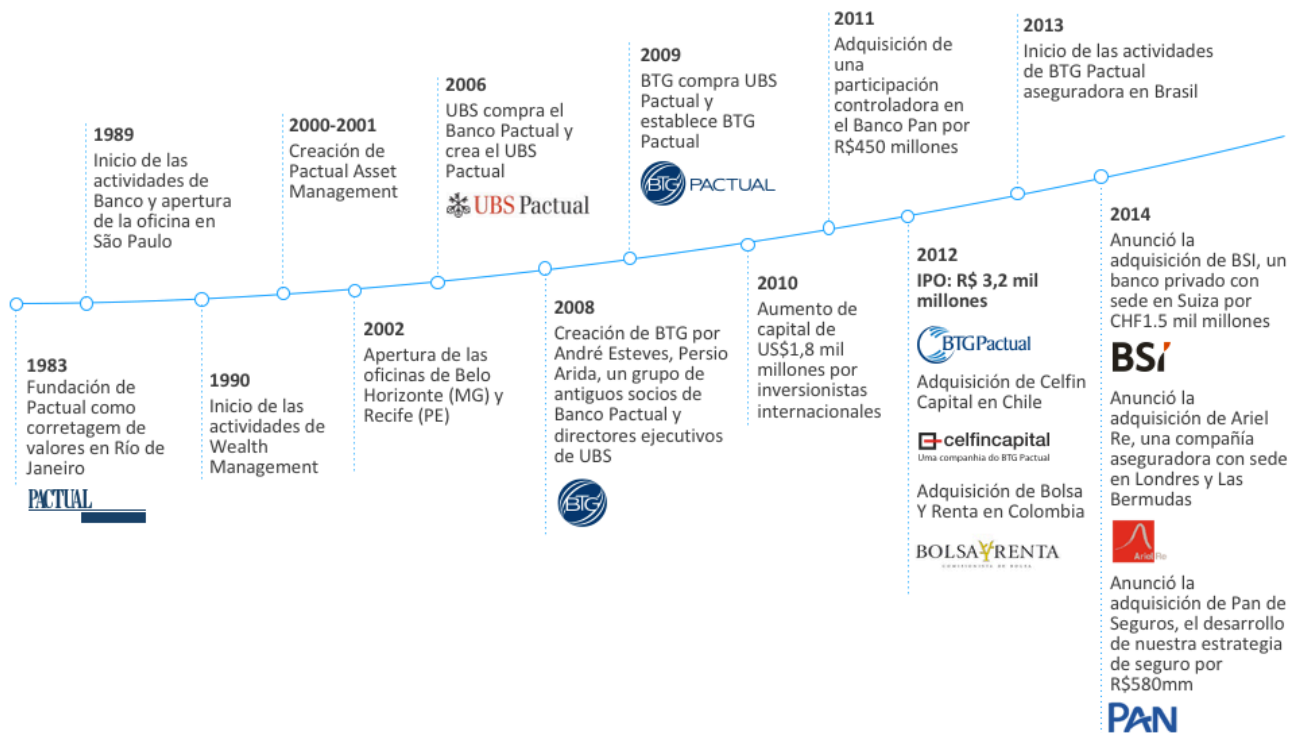 1983
Fundación de
Pactual como
corretagem de
valores en Río de
Janeiro
PACTUAL
1989
Inicio de las
actividades de
Banco y apertura
de la oficina en
São Paulo
1990
Inicio de las
actividades de
Wealth
Management
2000-2001
Creación de
Pactual Asset
Management
2002
Apertura de las
oficinas de Belo
Horizonte (MG) y
Recife (PE)
2006
UBS compra el
Banco Pactual y
crea el UBS
Pactual
UBS Pactual
2008
Creación de BTG por
André Esteves, Persio
Arida, un grupo de
antiguos socios de
Banco Pactual y
directores ejecutivos
de UBS
BTG
2009
BTG compra UBS
Pactual y
establece BTG
Pactual
BTG PACTUAL
2010
Aumento de
capital de
US$1,8 mil
millones por
inversionistas
internacionales
2011
Adquisición de
una
participación
controladora en
el Banco Pan por
R$450 millones
2012
IPO: R$ 3,2 mil
millones
BTGPactual
Adquisición de Celfin
Capital en Chile
celfincapital
Uma companhia do BTG Pactual
Adquisición de Bolsa
Y Renta en Colombia
BOLSA Y RENTA
COMISIONISTA DE BOLSA
2013
Inicio de las actividades
de BTG Pactual
aseguradora en Brasil
2014
Anunció la
adquisición de BSI, un
banco privado con
sede en Suiza por
CHF1.5 mil millones
BSI
Anunció la
adquisición de Ariel
Re, una compañía
aseguradora con sede
en Londres y Las
Bermudas
Ariel Re
Anunció la
adquisición de Pan de
Seguros, el desarrollo
de nuestra estrategia
de seguro por
R$580mm
PAN